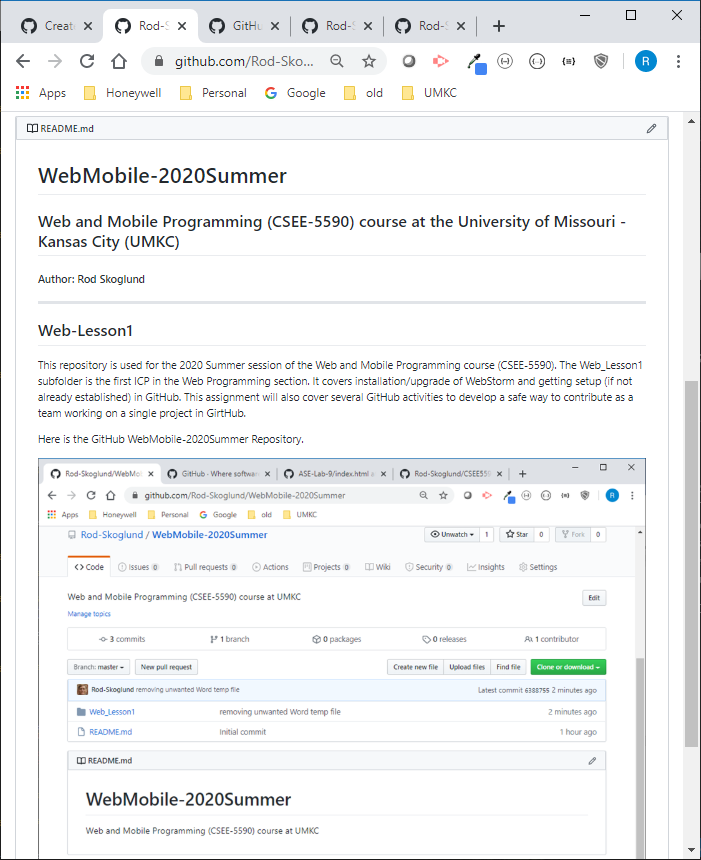 Create
Rod-S
GitHu
Rod-S
Rod-S
github.com/Rod-Sko...
R
Apps Honeywell Personal Google old UMKC
README.md
WebMobile-2020Summer
Web and Mobile Programming (CSEE-5590) course at the University of Missouri -
Kansas City (UMKC)
Author: Rod Skoglund
Web-Lesson1
This repository is used for the 2020 Summer session of the Web and Mobile Programming course (CSEE-5590). The Web_Lesson1
subfolder is the first ICP in the Web Programming section. It covers installation/upgrade of WebStorm and getting setup (if not
already established) in GitHub. This assignment will also cover several GitHub activities to develop a safe way to contribute as a
team working on a single project in GirtHub.
Here is the GitHub WebMobile-2020Summer Repository.
Rod-Skoglund/WebMo GitHub - Where softwar ASE-Lab-9/index.html a Rod-Skoglund/CSEE55
github.com/Rod-Skoglund/WebMobile-2020Summer
R
Apps Honeywell Personal Google old UMKC
Rod-Skoglund / WebMobile-2020Summer Unwatch 1 Star 0 Fork 0
Code Issues 0 Pull requests 0 Actions Projects 0 Wiki Security 0 Insights Settings
Web and Mobile Programming (CSEE-5590) course at UMKC Edit
Manage topics
3 commits 1 branch 0 packages 0 releases 1 contributor
Branch: master New pull request Create new file Upload files Find file Clone or download
Rod-Skoglund removing unwanted Word temp file Latest commit 6388755 2 minutes ago
Web_Lesson1 removing unwanted Word temp file 2 minutes ago
README.md Initial commit 1 hour ago
README.md
WebMobile-2020Summer
Web and Mobile Programming (CSEE-5590) course at UMKC